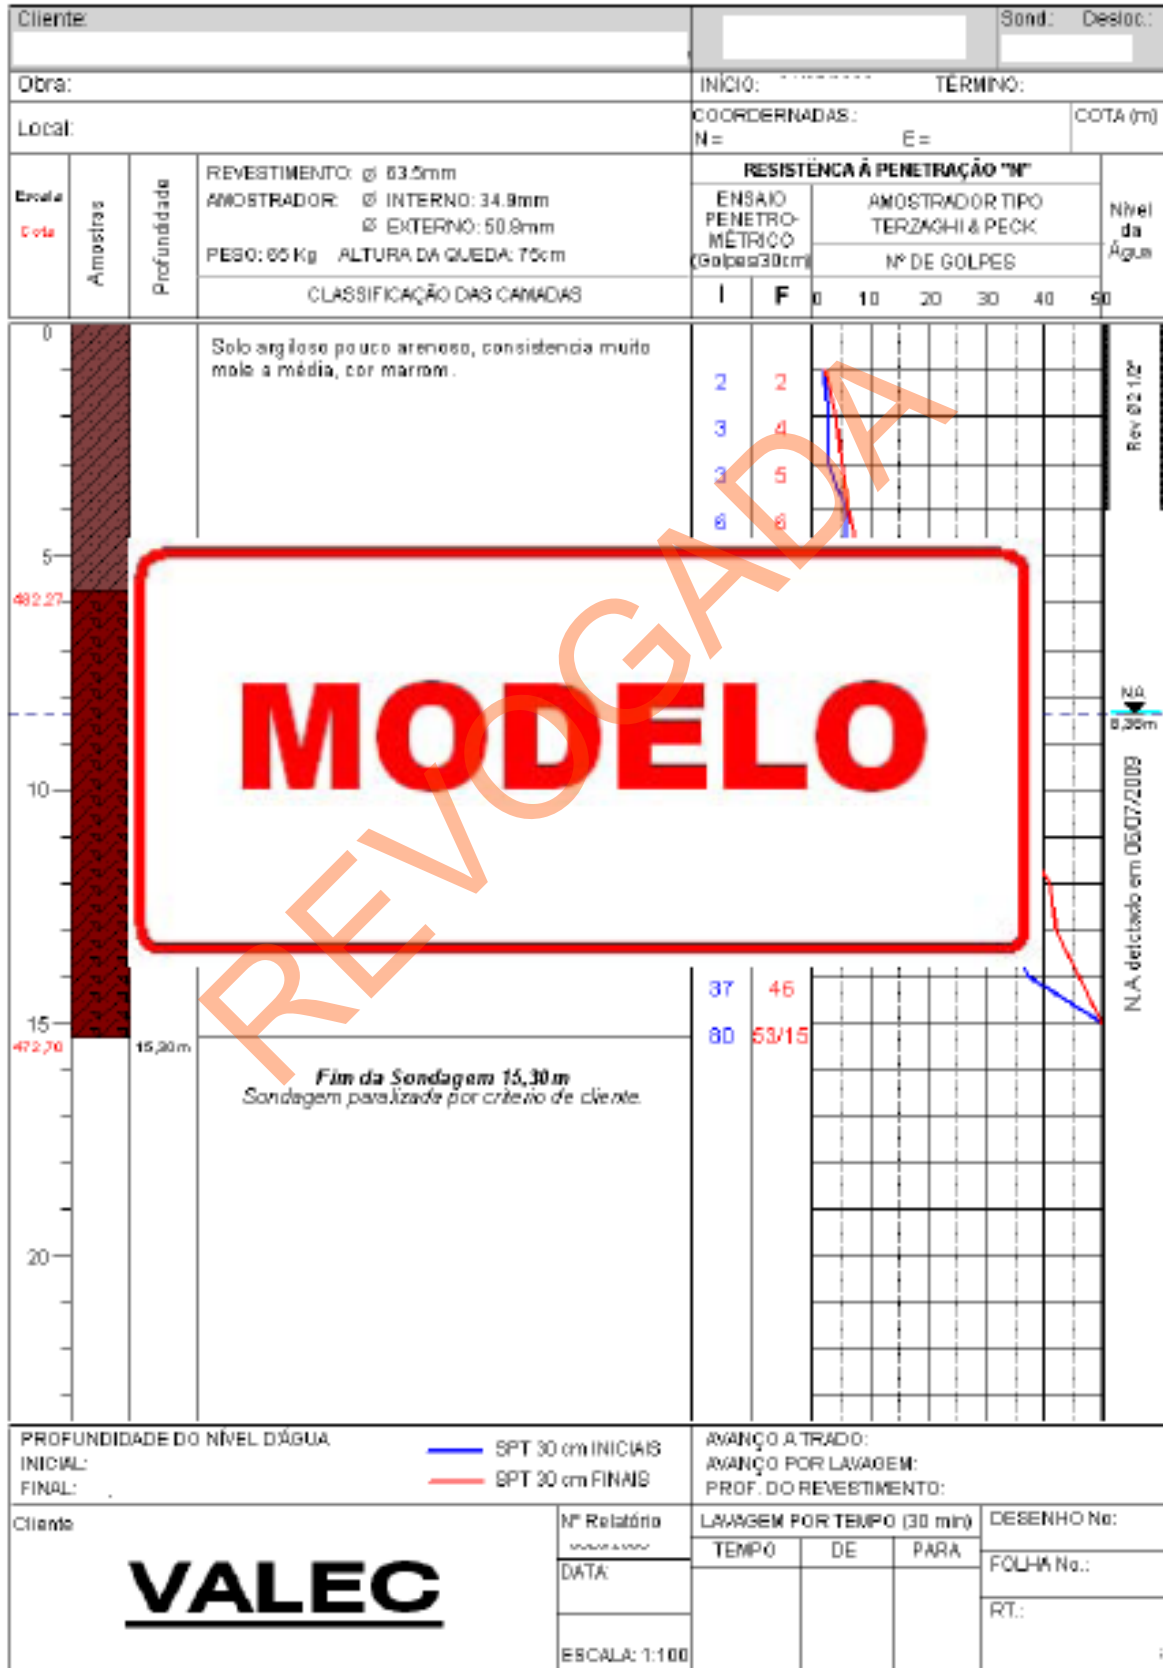 Cliente:
Sond.: Desloc.:
Obra:
INÍCIO: TÉRMINO:
Local:
COORDERNADAS:
N = E =
COTA (m)
Escala
Cota
Amostras
Profundidade
REVESTIMENTO: Ø 63.5mm
AMOSTRADOR: Ø INTERNO: 34.9mm
Ø EXTERNO: 50.8mm
PESO: 65 Kg ALTURA DA QUEDA: 75cm
CLASSIFICAÇÃO DAS CAMADAS
RESISTÊNCA À PENETRAÇÃO "N"
ENSAIO
PENETRO-
MÉTRICO
(Golpes/30cm)
I F
AMOSTRADOR TIPO
TERZAGHI & PECK
Nº DE GOLPES
0 10 20 30 40 50
Nível
da
Água
0
Solo argiloso pouco arenoso, consistencia muito
mole a média, cor marrom.
2 2
3 4
3 5
6 6
Rev Ø2 1/2"
5
482,27
MODELO
REVOGADA
NA
10
N.A. detctado em 06/07/2009
37 46
15
80 53/15
472,70
15,30m
Fim da Sondagem 15,30m
Sondagem paralizada por criterio de cliente.
20
PROFUNDIDADE DO NÍVEL D'ÁGUA
INICIAL:
FINAL:
SPT 30 cm INICIAIS
SPT 30 cm FINAIS
AVANÇO A TRADO:
AVANÇO POR LAVAGEM:
PROF. DO REVESTIMENTO:
Cliente
VALEC
Nº Relatório
DATA:
ESCALA: 1:100
LAVAGEM POR TEMPO (30 min)
TEMPO DE PARA
DESENHO No:
FOLHA No.:
RT.: